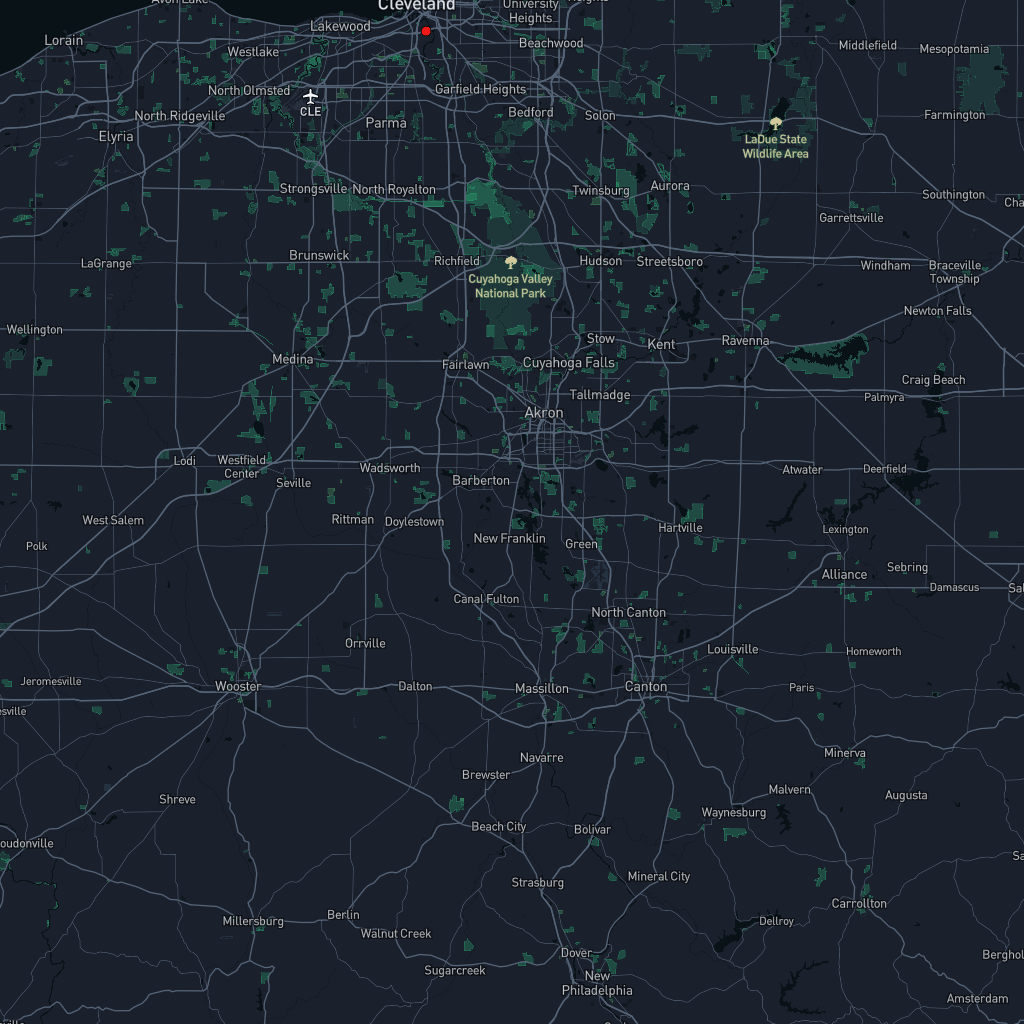 Avon Lake
Cleveland
University
Heights
Lorain
Lakewood
Westlake
Beachwood
Middlefield
Mesopotamia
North Olmsted
CLE
Garfield Heights
North Ridgeville
Elyria
Parma
Bedford
Solon
Farmington
LaDue State
Wildlife Area
Strongsville
North Royalton
Twinsburg
Aurora
Southington
Garrettsville
LaGrange
Brunswick
Richfield
Cuyahoga Valley
National Park
Hudson
Streetsboro
Windham
Braceville
Township
Newton Falls
Wellington
Medina
Fairlawn
Stow
Kent
Ravenna
Cuyahoga Falls
Craig Beach
Tallmadge
Palmyra
Akron
Lodi
Westfield
Center
Seville
Wadsworth
Barberton
Atwater
Deerfield
West Salem
Rittman
Doylestown
Hartville
Lexington
Polk
New Franklin
Green
Alliance
Sebring
Damascus
Canal Fulton
North Canton
Orrville
Louisville
Homeworth
Jeromesville
Wooster
Dalton
Massillon
Canton
Paris
Navarre
Minerva
Brewster
Malvern
Augusta
Shreve
Waynesburg
Beach City
Bolivar
oudonville
Strasburg
Mineral City
Carrollton
Millersburg
Berlin
Walnut Creek
Dellroy
Dover
Sugarcreek
New
Philadelphia
Bergho
Amsterdam